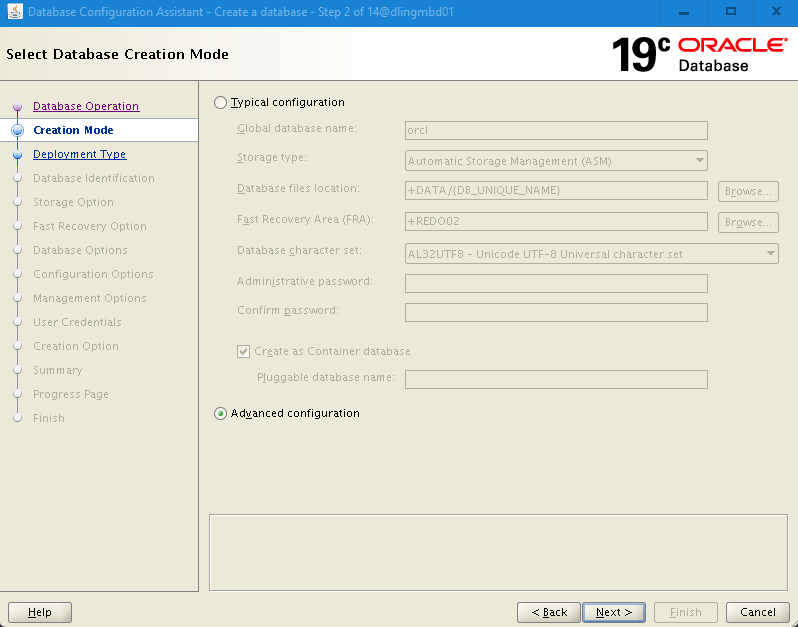 Database Configuration Assistant - Create a database - Step 2 of 14@dlingmbd01
Select Database Creation Mode
19c ORACLE Database
Database Operation
Creation Mode
Deployment Type
Database Identification
Storage Option
Fast Recovery Option
Database Options
Configuration Options
Management Options
User Credentials
Creation Option
Summary
Progress Page
Finish
Typical configuration
Global database name: orcl
Storage type: Automatic Storage Management (ASM)
Database files location: +DATA/{DB_UNIQUE_NAME} Browse...
Fast Recovery Area (FRA): +REDO02 Browse...
Database character set: AL32UTF8 - Unicode UTF-8 Universal character set
Administrative password:
Confirm password:
Create as Container database
Pluggable database name:
Advanced configuration
Help < Back Next > Finish Cancel